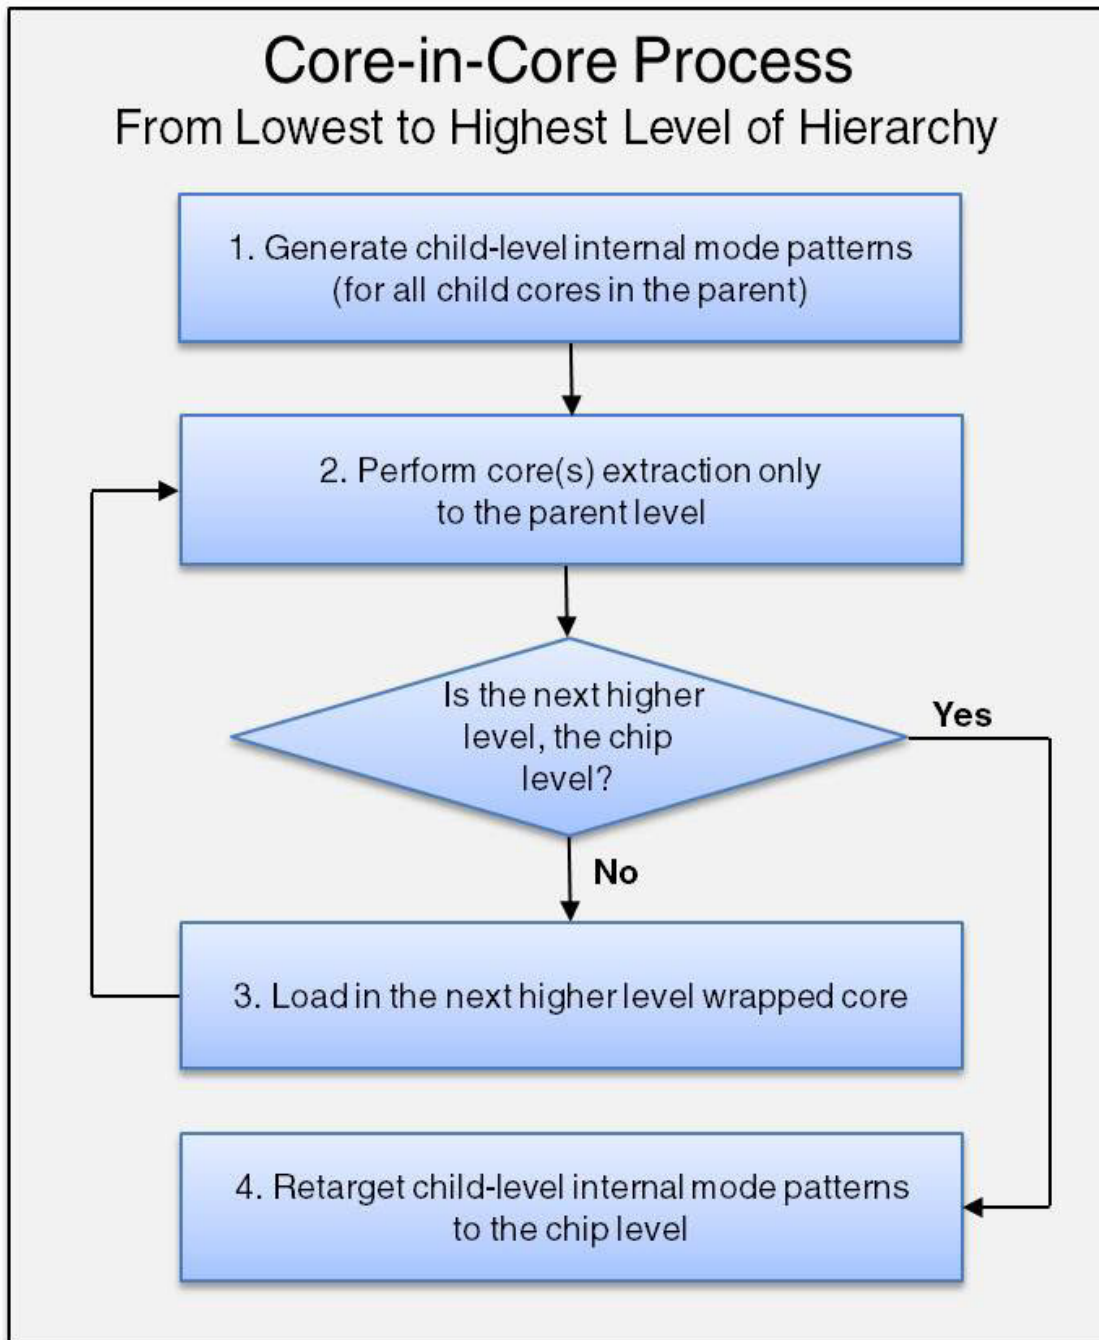 Core-in-Core Process
From Lowest to Highest Level of Hierarchy
1. Generate child-level internal mode patterns
(for all child cores in the parent)
2. Perform core(s) extraction only
to the parent level
Is the next higher
level, the chip
level?
Yes
No
3. Load in the next higher level wrapped core
4. Retarget child-level internal mode patterns
to the chip level